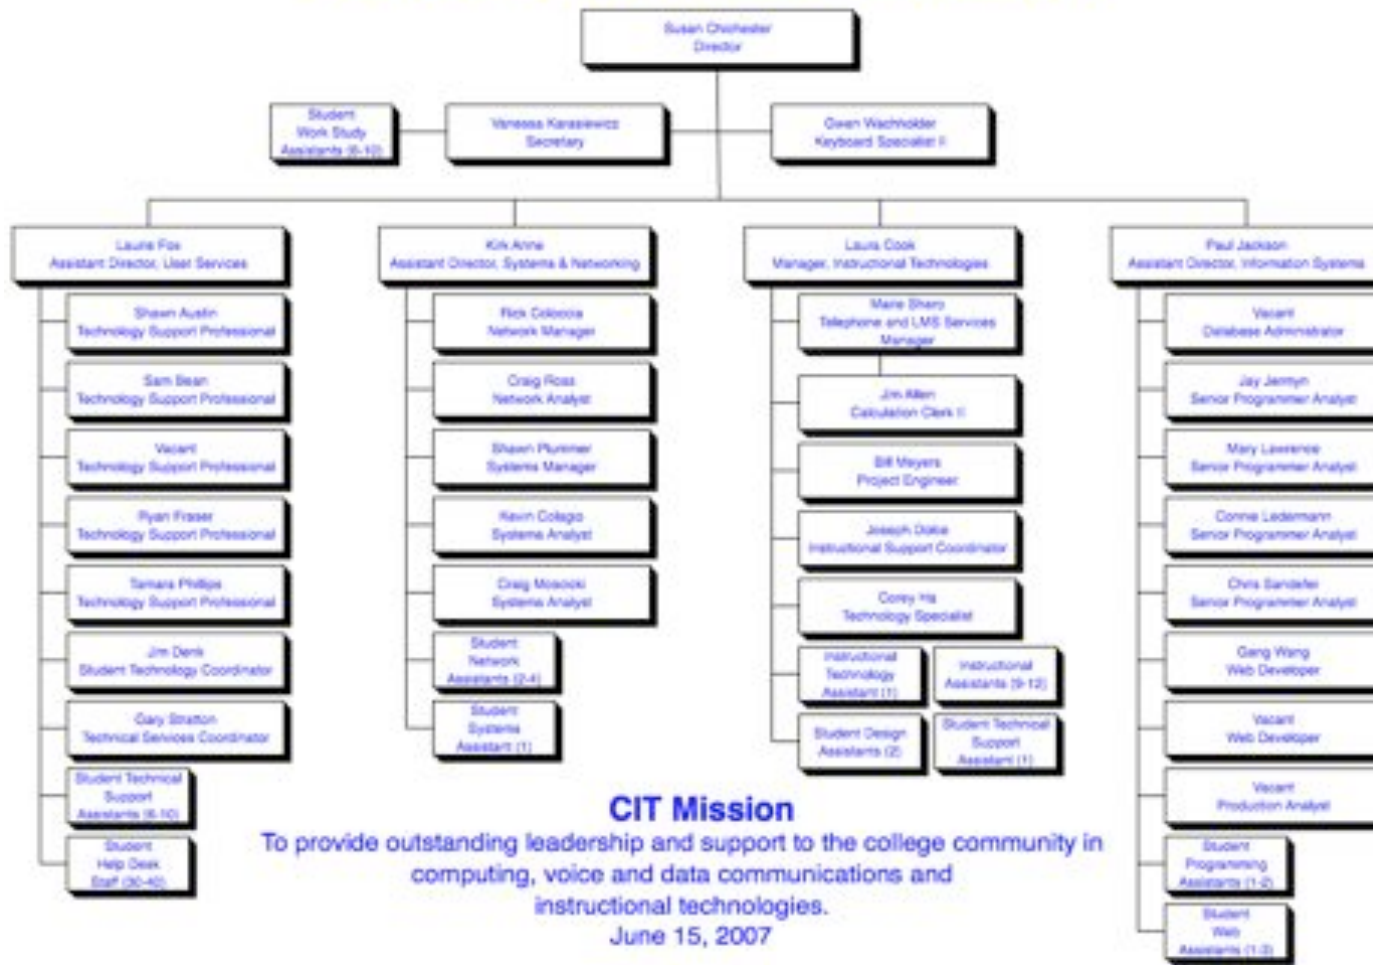 Susan Chichester
Director
Student
Work Study
Assistants (6-10)
Vanessa Karasiewicz
Secretary
Gwen Wachholder
Keyboard Specialist II
Laurie Fox
Assistant Director, User Services
Shawn Austin
Technology Support Professional
Sam Bean
Technology Support Professional
Vacant
Technology Support Professional
Ryan Fraser
Technology Support Professional
Tamara Phillips
Technology Support Professional
Jim Denk
Student Technology Coordinator
Gary Stratton
Technical Services Coordinator
Student Technical
Support
Assistants (6-10)
Student
Help Desk
Staff (30-40)
Kirk Anne
Assistant Director, Systems & Networking
Rick Coloccia
Network Manager
Craig Ross
Network Analyst
Shawn Plummer
Systems Manager
Kevin Colagio
Systems Analyst
Craig Moscicki
Systems Analyst
Student
Network
Assistants (2-4)
Student
Systems
Assistant (1)
Laura Cook
Manager, Instructional Technologies
Marie Shero
Telephone and LMS Services
Manager
Jim Allen
Calculation Clerk II
Bill Meyers
Project Engineer
Joseph
Instructional Support Coordinator
Corey Ha
Technology Specialist
Instructional
Technology
Assistant (1)
Instructional
Assistants (9-12)
Student Design
Assistants (2)
Student Technical
Support
Assistant (1)
Paul Jackson
Assistant Director, Information Systems
Vacant
Database Administrator
Jay Jermyn
Senior Programmer Analyst
Mary Lawrence
Senior Programmer Analyst
Connie Ledermann
Senior Programmer Analyst
Chris Sandefer
Senior Programmer Analyst
Gang Wang
Web Developer
Vacant
Web Developer
Vacant
Production Analyst
Student
Programming
Assistants (1-2)
Student
Web
Assistants
CIT Mission
To provide outstanding leadership and support to the college community in
computing, voice and data communications and
instructional technologies.
June 15, 2007